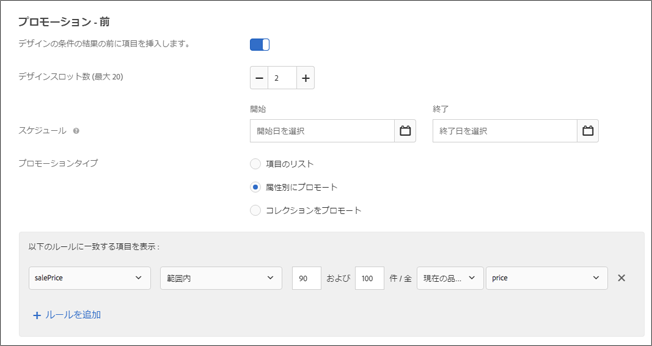 プロモーション - 前
デザインの条件の結果の前に項目を挿入します。
デザインスロット数 (最大 20)
2
開始
終了
スケジュール
開始日を選択
終了日を選択
プロモーションタイプ
項目のリスト
属性別にプロモート
コレクションをプロモート
以下のルールに一致する項目を表示 :
salePrice 範囲内 90 および 100 件 / 全 現在の品... price
ルールを追加